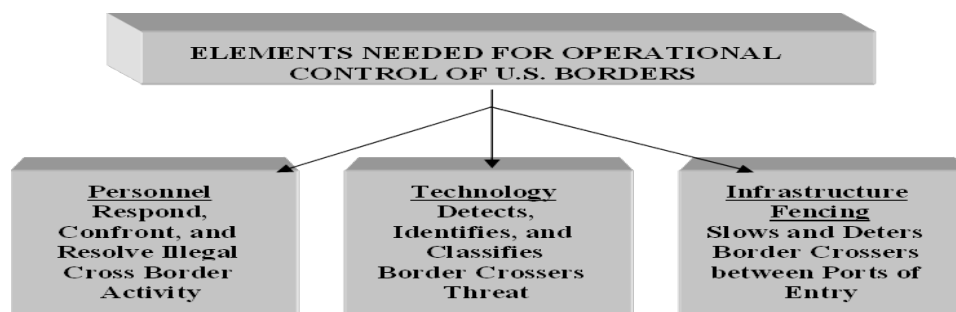 ELEMENTS NEEDED FOR OPERATIONAL
CONTROL OF U.S. BORDERS
Personnel
Respond,
Confront, and
Resolve Illegal
Cross Border
Activity
Technology
Detects,
Identifies, and
Classifies
Border Crossers
Threat
Infrastructure
Fencing
Slows and Deters
Border Crossers
between Ports of
Entry